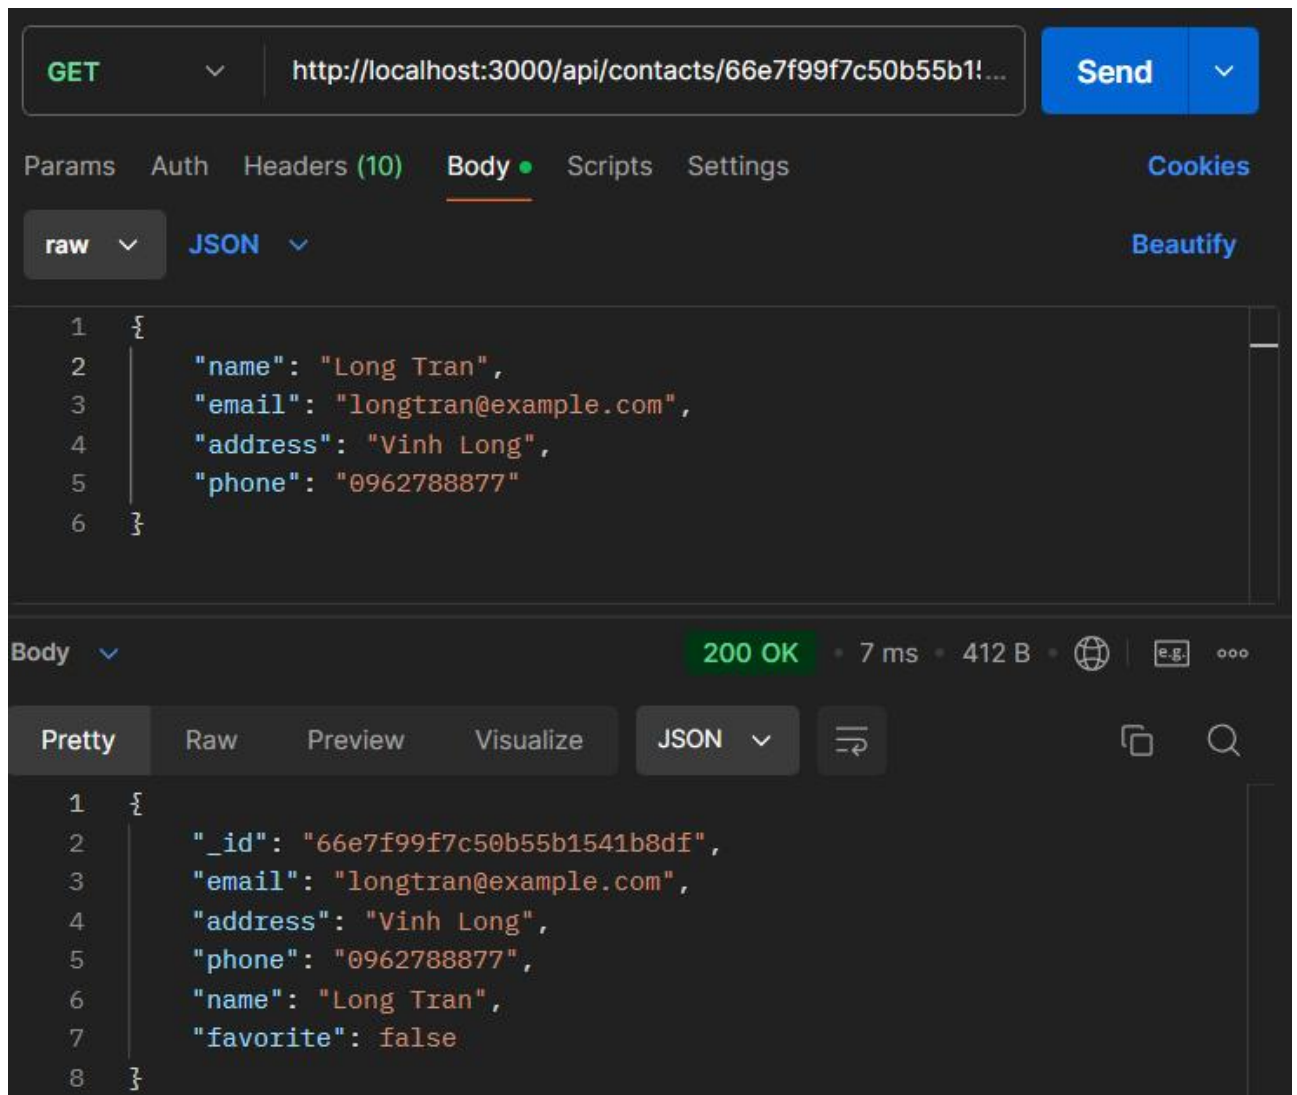 GET http://localhost:3000/api/contacts/66e7f99f7c50b55b1!... Send
Params Auth Headers (10) Body Scripts Settings Cookies
raw JSON Beautify
1 {
2 "name": "Long Tran",
3 "email": "longtran@example.com",
4 "address": "Vinh Long",
5 "phone": "0962788877"
6 }
Body 200 OK 7 ms 412 B e.g.
Pretty Raw Preview Visualize JSON
1 {
2 "_id": "66e7f99f7c50b55b1541b8df",
3 "email": "longtran@example.com",
4 "address": "Vinh Long",
5 "phone": "0962788877",
6 "name": "Long Tran",
7 "favorite": false
8 }